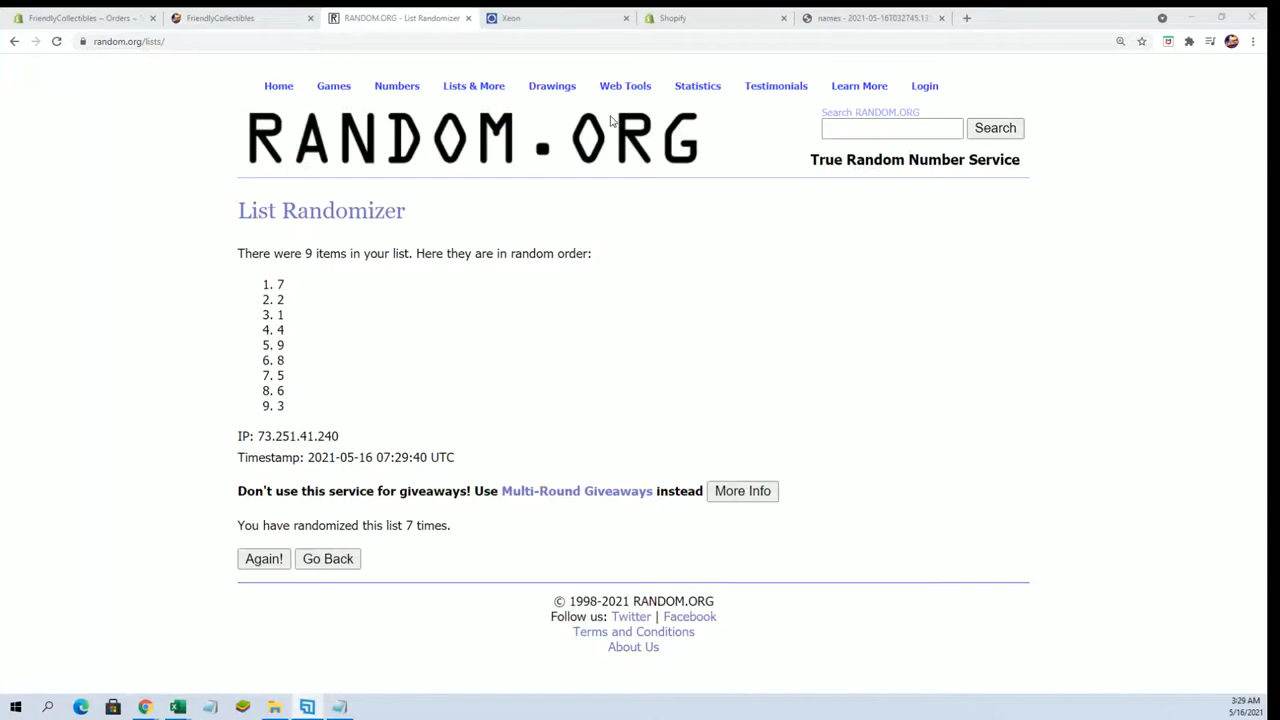 FriendlyCollectibles ~ Orders ~
FriendlyCollectibles
RANDOM.ORG - List Randomizer
Xeon
Shopify
names - 2021-05-16T032745.13
random.org/lists/
Home Games Numbers Lists & More Drawings Web Tools Statistics Testimonials Learn More Login
RANDOM.ORG
Search RANDOM.ORG
Search
True Random Number Service
List Randomizer
There were 9 items in your list. Here they are in random order:
1. 7
2. 2
3. 1
4. 4
5. 9
6. 8
7. 5
8. 6
9. 3
IP: 73.251.41.240
Timestamp: 2021-05-16 07:29:40 UTC
Don't use this service for giveaways! Use Multi-Round Giveaways instead More Info
You have randomized this list 7 times.
Again! Go Back
© 1998-2021 RANDOM.ORG
Follow us: Twitter | Facebook
Terms and Conditions
About Us
3:29 AM
5/16/2021